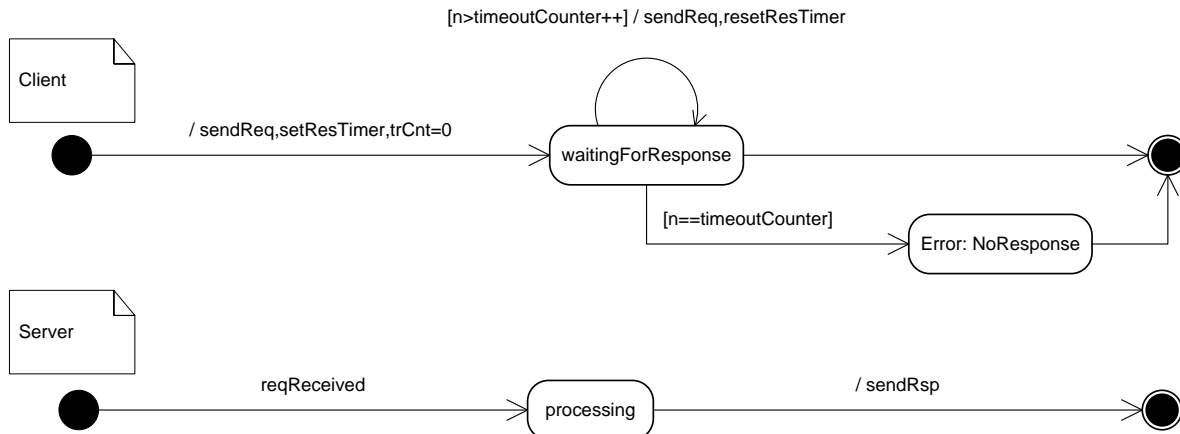 [n>timeoutCounter++] / sendReq,resetResTimer
Client
/ sendReq,setResTimer,trCnt=0
waitingForResponse
[n==timeoutCounter]
Error: NoResponse
Server
reqReceived
/ sendRsp
processing